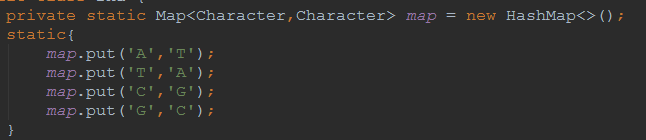 private static Map<Character,Character> map = new HashMap<>();
static{
    map.put('A','T');
    map.put('T','A');
    map.put('C','G');
    map.put('G','C');
}